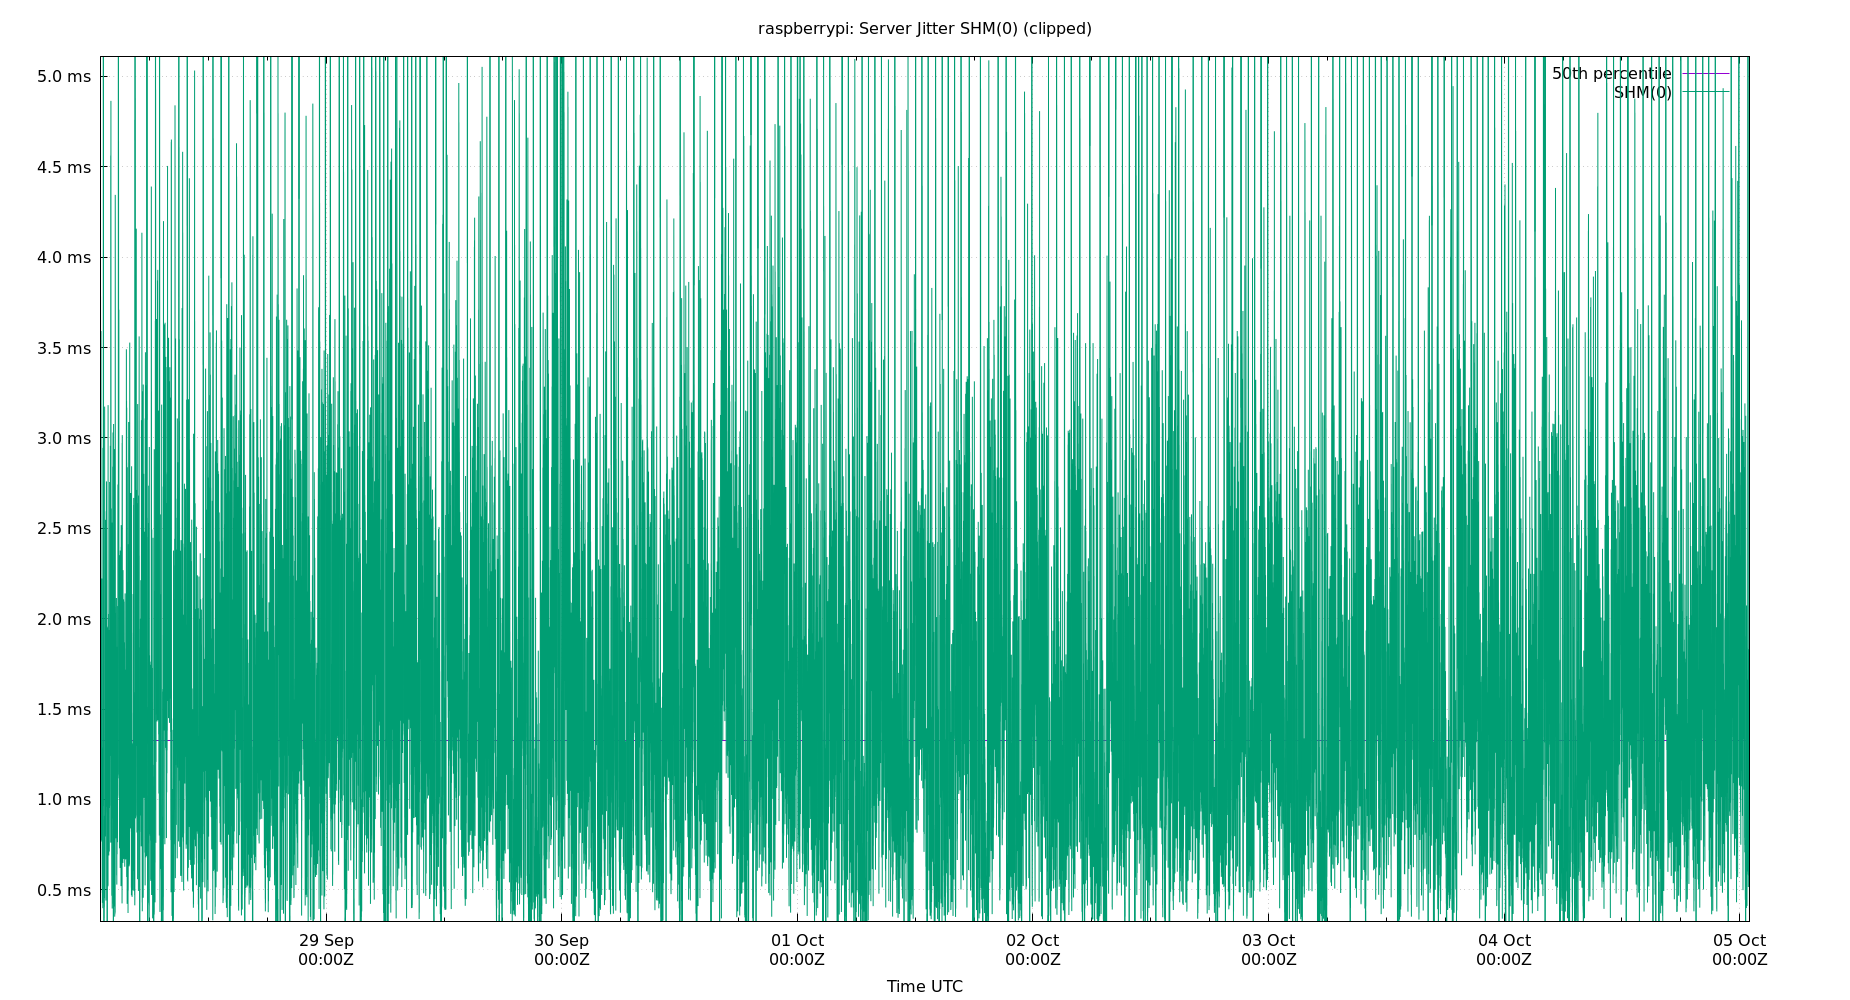 raspberrypi: Server Jitter SHM(0) (clipped)
5.0 ms
4.5 ms
4.0 ms
3.5 ms
3.0 ms
2.5 ms
2.0 ms
1.5 ms
1.0 ms
0.5 ms
50th percentile
SHM(0)
29 Sep
00:00Z
30 Sep
00:00Z
01 Oct
00:00Z
02 Oct
00:00Z
03 Oct
00:00Z
04 Oct
00:00Z
05 Oct
00:00Z
Time UTC